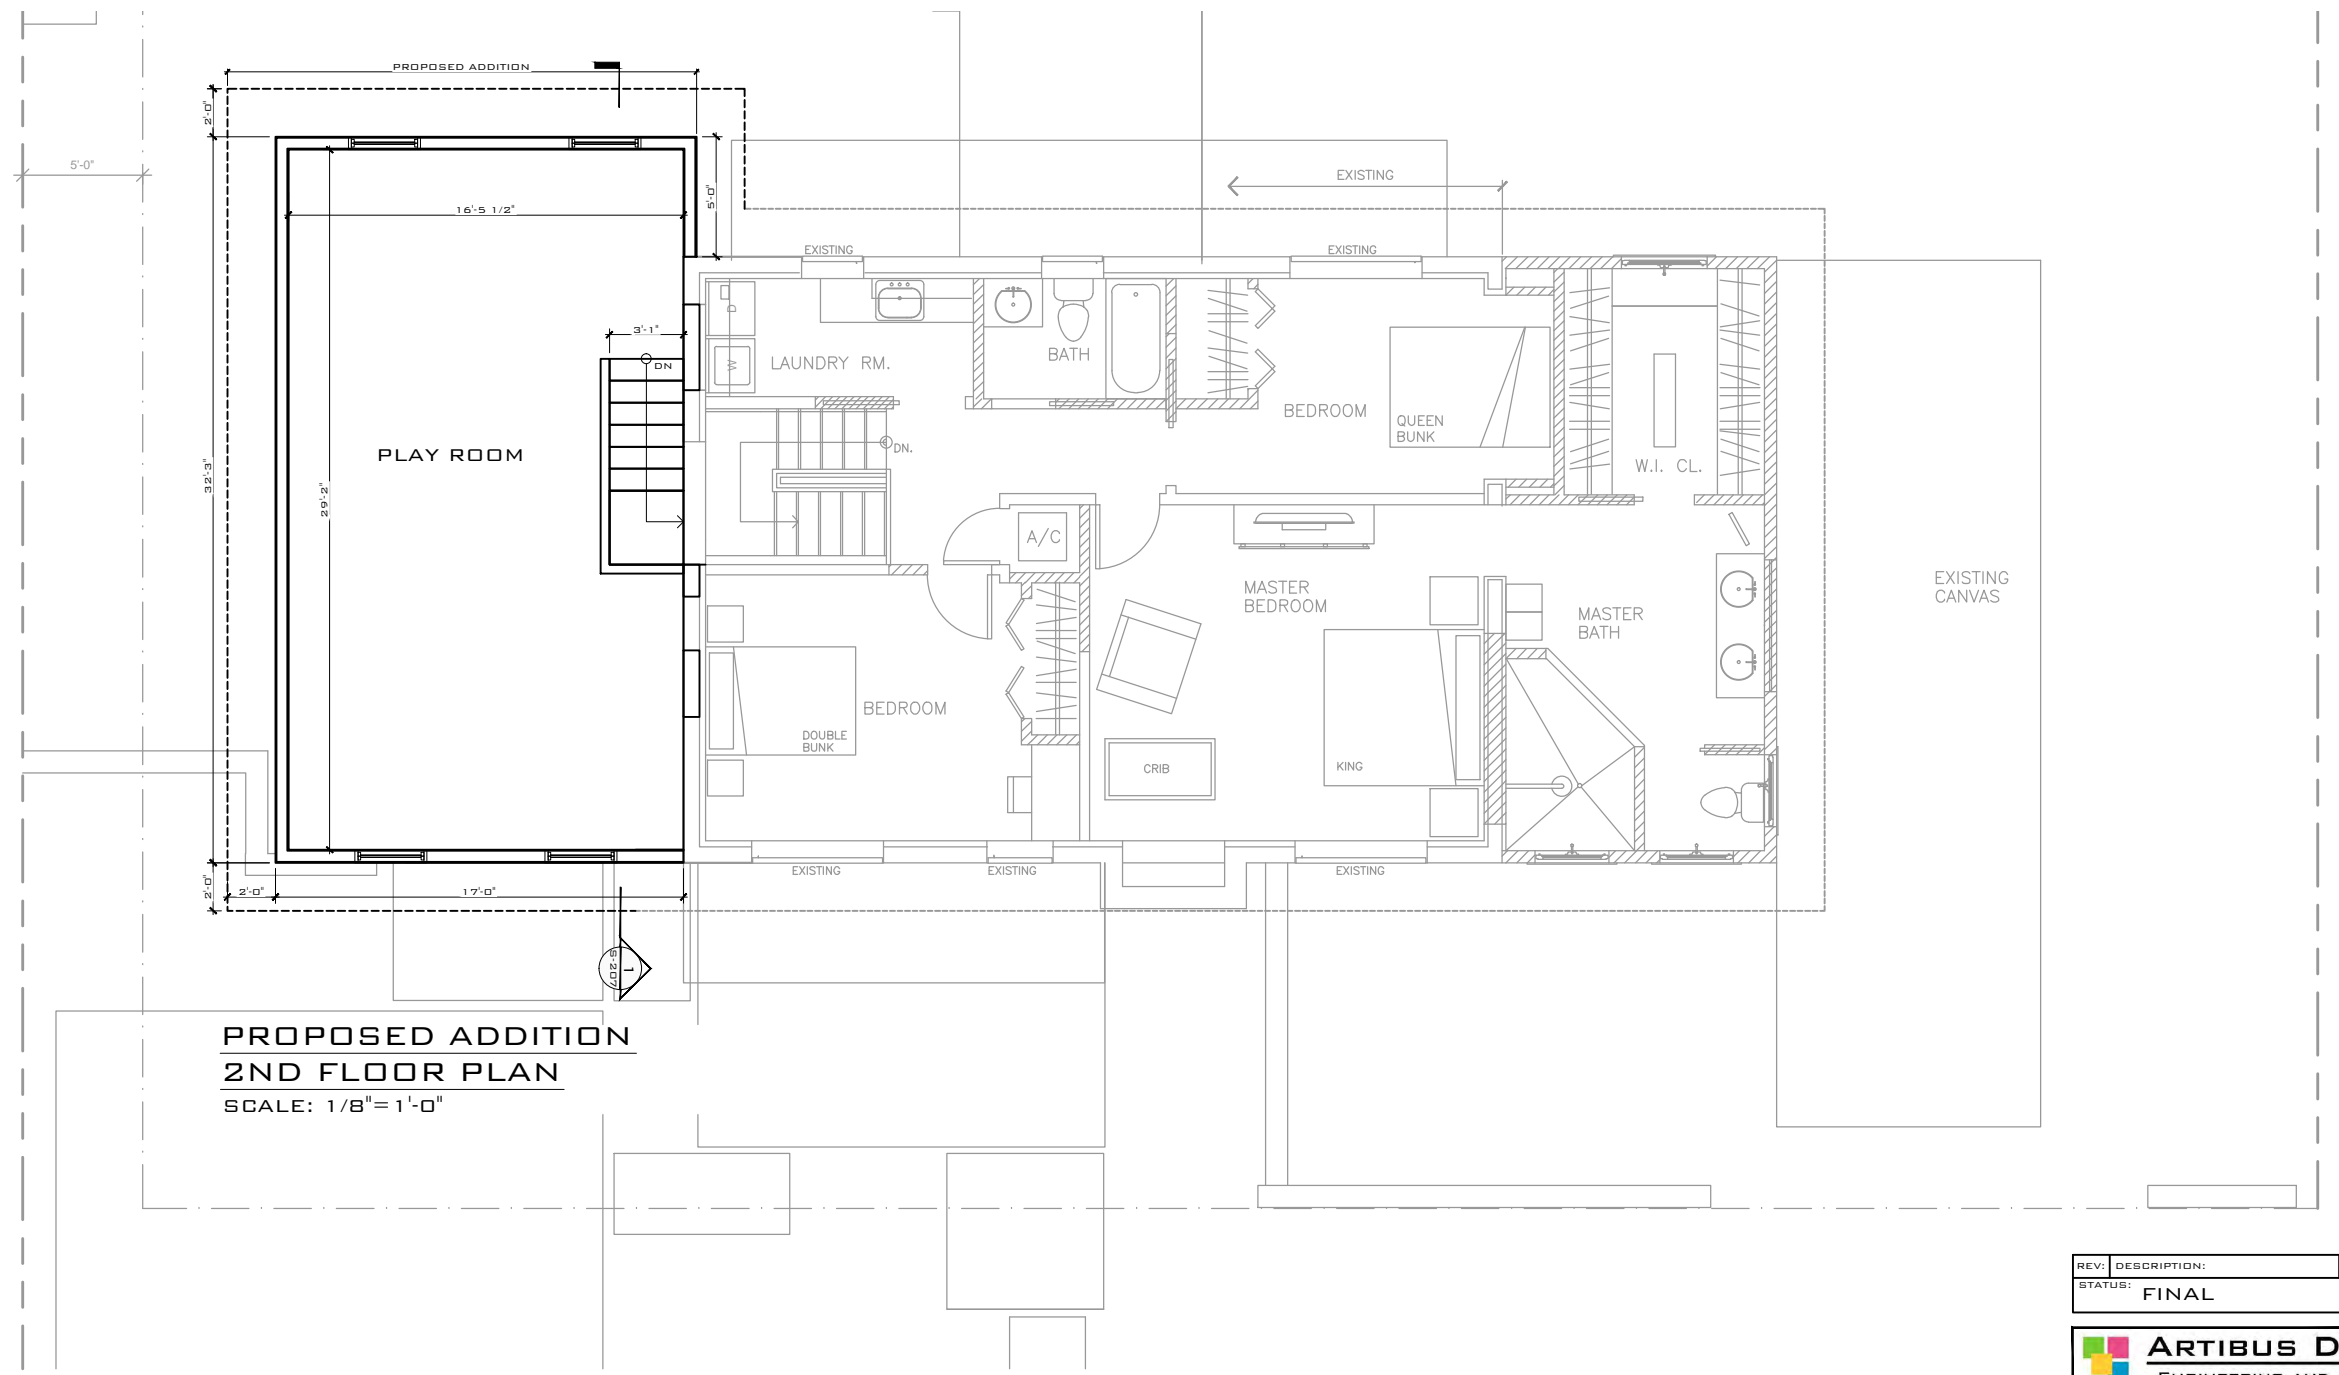 PROPOSED ADDITION
2'-0"
5'-0"
5'-0"
EXISTING
16'-5 1/2"
EXISTING
EXISTING
3'-1"
DN
D
W
LAUNDRY RM.
BATH
BEDROOM
QUEEN
BUNK
DN.
PLAY ROOM
W.I. CL.
32'-3"
29'-2"
A/C
MASTER
BEDROOM
MASTER
BATH
EXISTING
CANVAS
BEDROOM
DOUBLE
BUNK
CRIB
KING
EXISTING
EXISTING
EXISTING
2'-0"
2'-0"
17'-0"
1
S-207
PROPOSED ADDITION
2ND FLOOR PLAN
SCALE: 1/8"=1'-0"
REV: DESCRIPTION:
STATUS: FINAL
ARTIBUS D